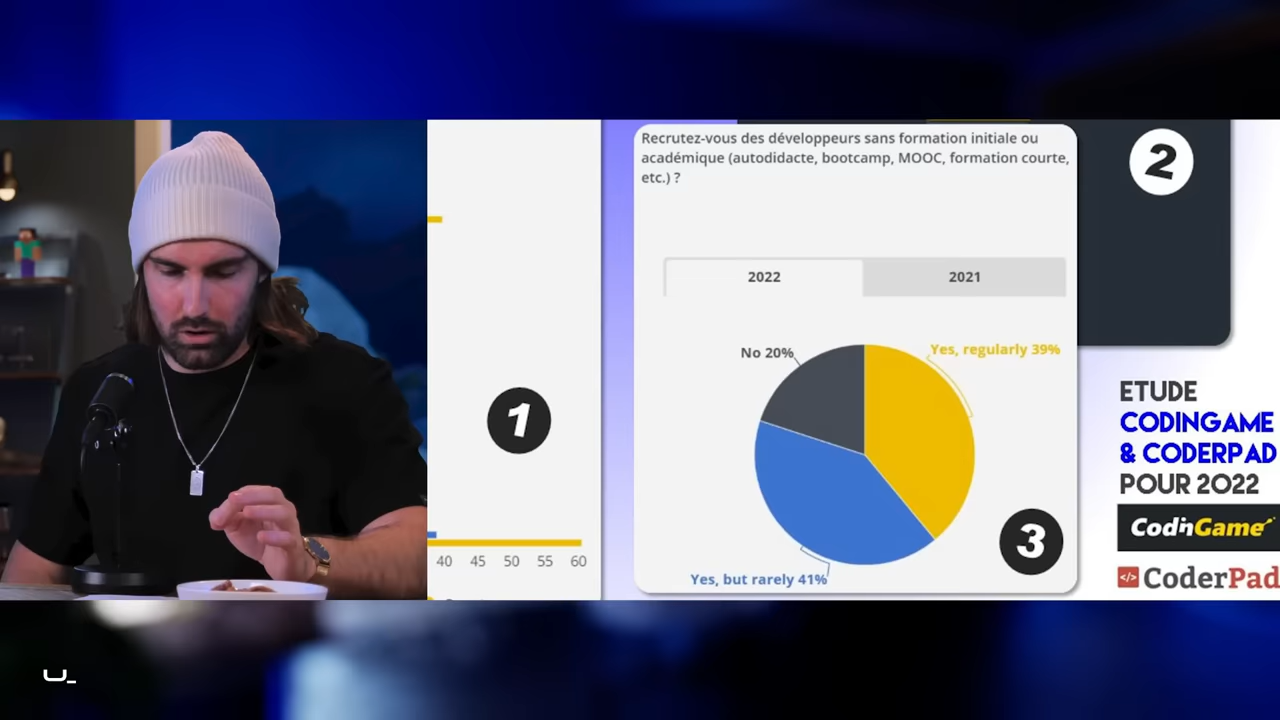 Recrutez-vous des développeurs sans formation initiale ou
académique (autodidacte, bootcamp, MOOC, formation courte,
etc.) ?
2
2022
2021
No 20%
Yes, regularly 39%
1
ETUDE
CODINGAME
& CODERPAD
POUR 2022
CodinGame
3
40 45 50 55 60
Yes, but rarely 41%
</> CoderPad